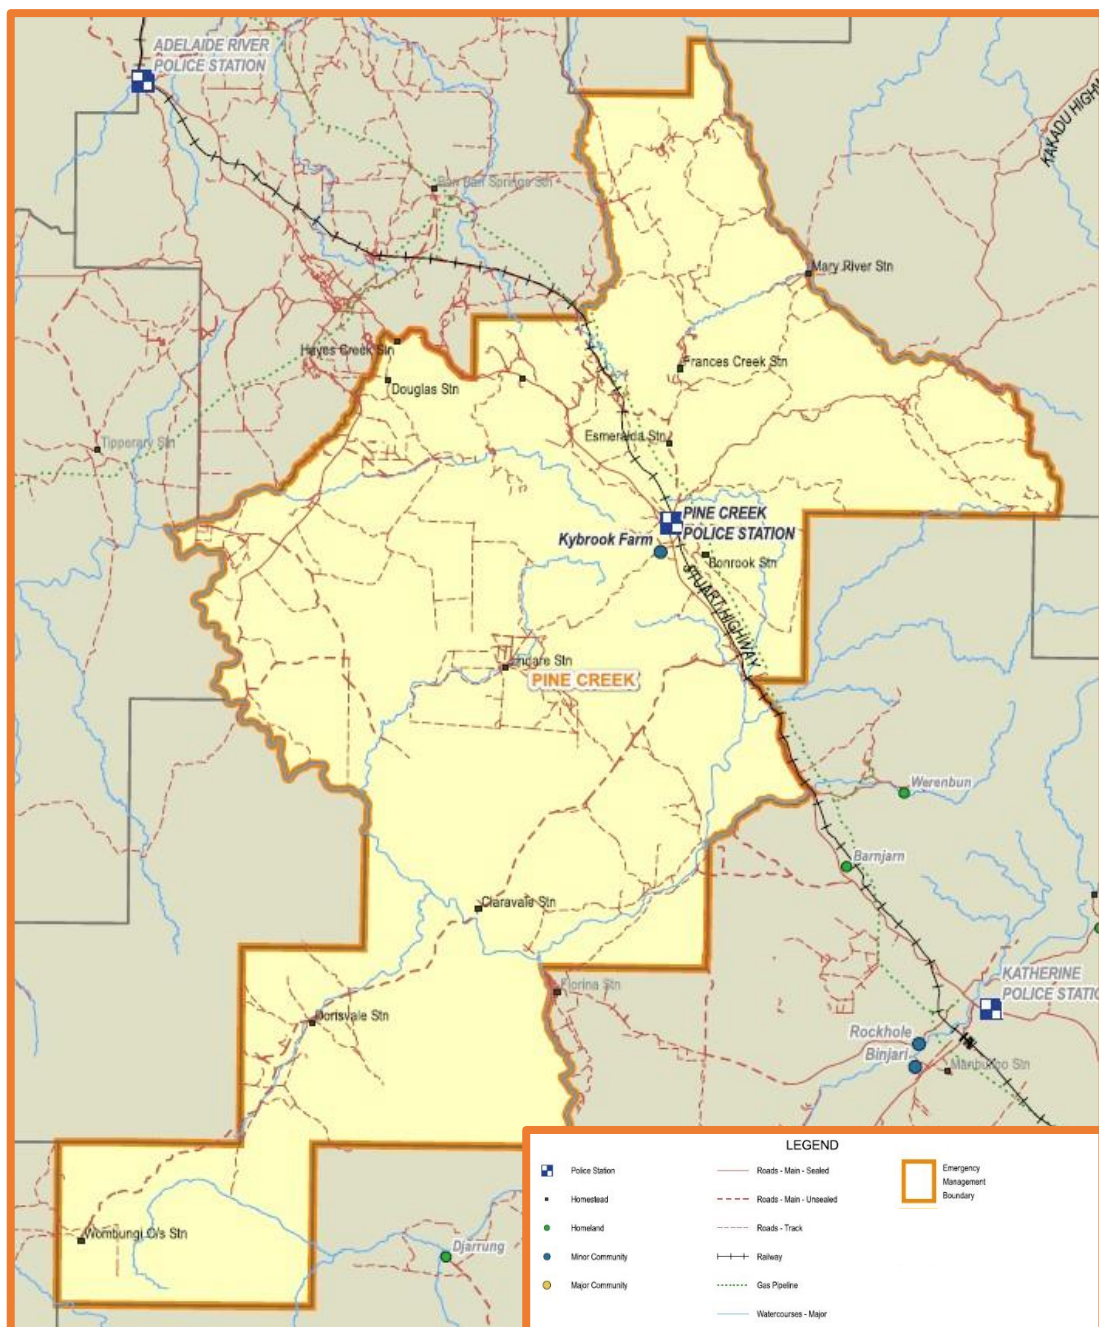 ADELAIDE RIVER
POLICE STATION
KAKADU HIGHW
Ban Ban Springs Stn
Mary River Stn
Hayes Creek Stn
Frances Creek Stn
Douglas Stn
Tipperary Stn
Esmeralda Stn
PINE CREEK
POLICE STATION
Kybrook Farm
Bonrook Stn
STUART HIGHWAY
Stn
PINE CREEK
Werenbun
Barnjarn
Claravale Stn
KATHERINE
POLICE STATIO
Florina Stn
Dorisvale Stn
Rockhole
Binjari
Manbulloo Stn
Wombungi O/s Stn
Djarrung
LEGEND
Police Station
Homestead
Homeland
Minor Community
Major Community
Roads - Main - Sealed
Roads - Main - Unsealed
Roads - Track
Railway
Gas Pipeline
Watercourses - Major
Emergency
Management
Boundary